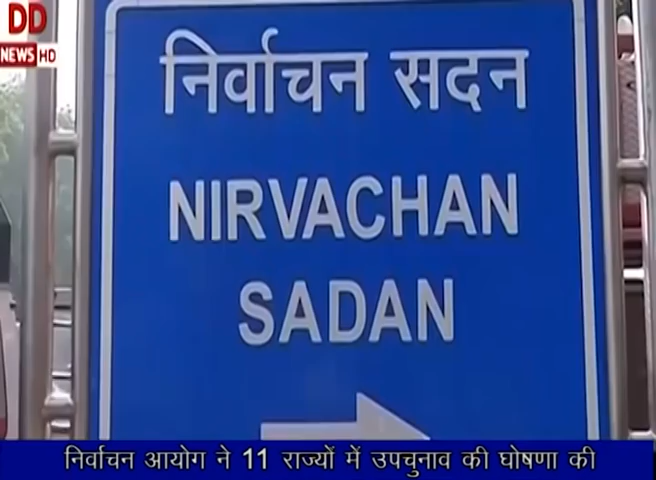 DD
NEWS HD
निर्वाचन सदन
NIRVACHAN
SADAN
निर्वाचन आयोग ने 11 राज्यों में उपचुनाव की घोषणा की